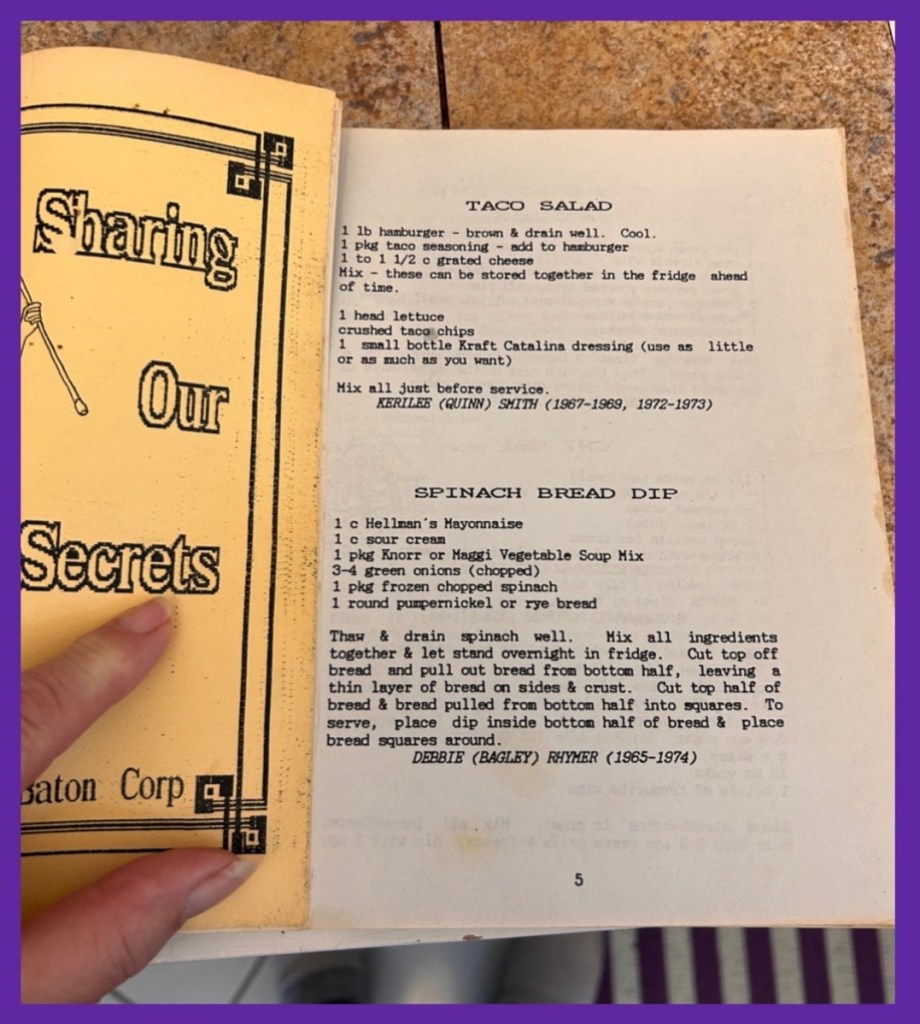 Sharing
Our
Secrets
Baton Corp
TACO SALAD
1 lb hamburger - brown & drain well. Cool.
1 pkg taco seasoning - add to hamburger
1 to 1 1/2 c grated cheese
Mix - these can be stored together in the fridge ahead
of time.
1 head lettuce
crushed taco chips
1 small bottle Kraft Catalina dressing (use as little
or as much as you want)
Mix all just before service.
KERILEE (QUINN) SMITH (1967-1969, 1972-1973)
SPINACH BREAD DIP
1 c Hellman's Mayonnaise
1 c sour cream
1 pkg Knorr or Maggi Vegetable Soup Mix
3-4 green onions (chopped)
1 pkg frozen chopped spinach
1 round pumpernickel or rye bread
Thaw & drain spinach well. Mix all ingredients
together & let stand overnight in fridge. Cut top off
bread and pull out bread from bottom half, leaving a
thin layer of bread on sides & crust. Cut top half of
bread & bread pulled from bottom half into squares. To
serve, place dip inside bottom half of bread & place
bread squares around.
DEBBIE (BAGLEY) RHYMER (1965-1974)
5